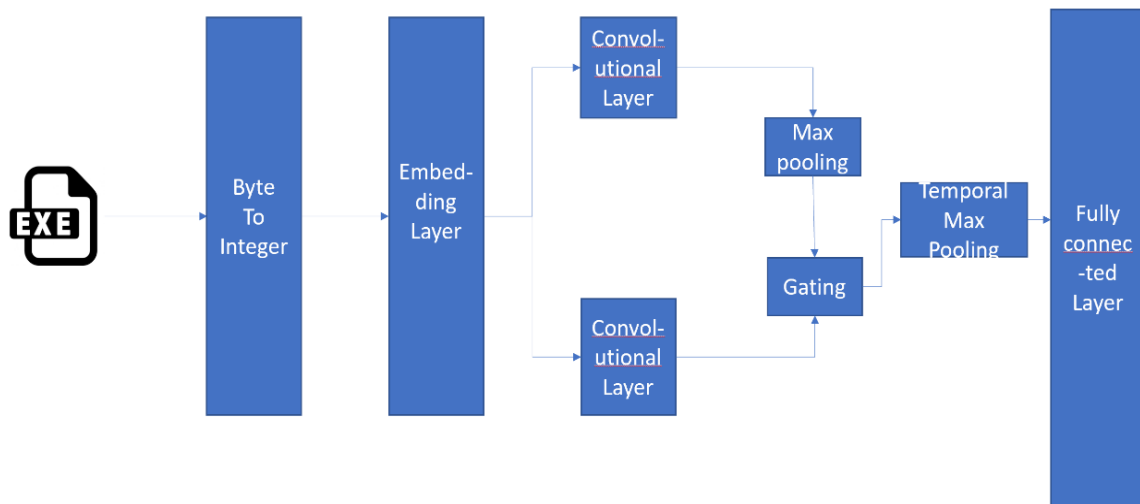 EXE
Byte
To
Integer
Embed-
ding
Layer
Convol-
utional
Layer
Max
pooling
Gating
Convol-
utional
Layer
Temporal
Max
Pooling
Fully
connec
-ted
Layer